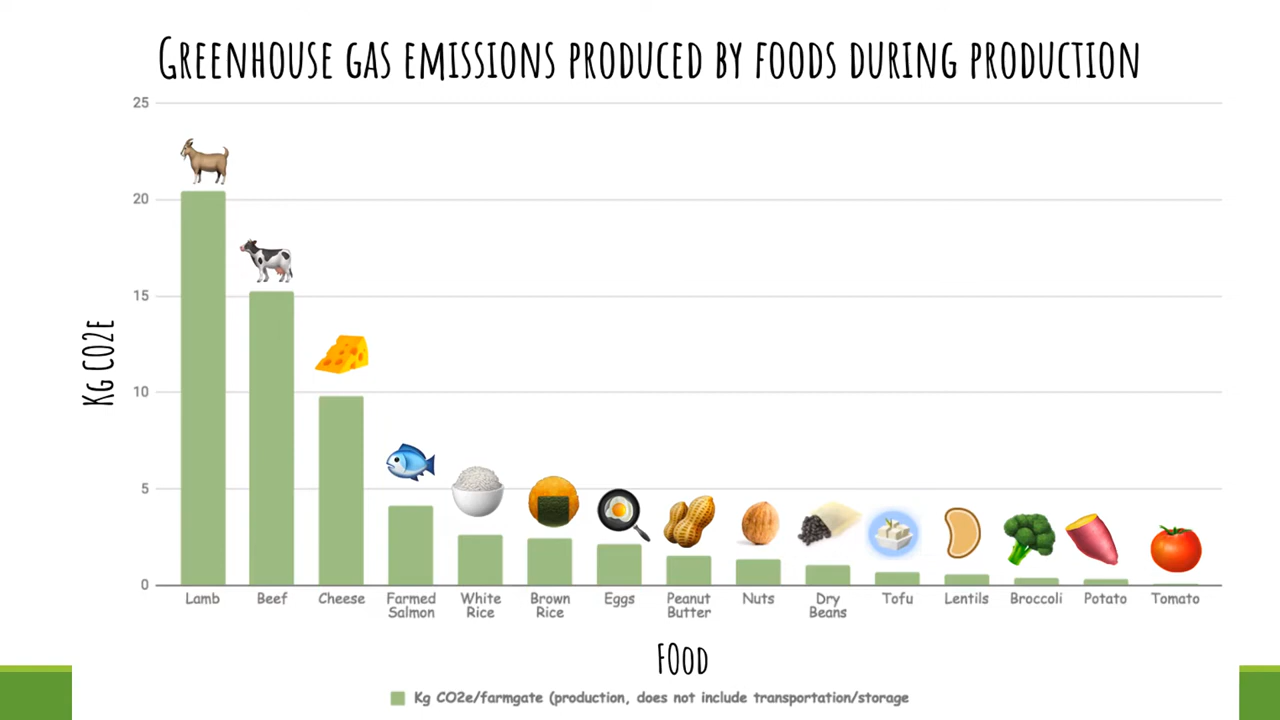 Greenhouse gas emissions produced by foods during production
25
20
15
10
5
0
Kg CO2e
Lamb
Beef
Cheese
Farmed
Salmon
White
Rice
Brown
Rice
Eggs
Peanut
Butter
Nuts
Dry
Beans
Tofu
Lentils
Broccoli
Potato
Tomato
FOod
Kg CO2e/farmgate (production, does not include transportation/storage